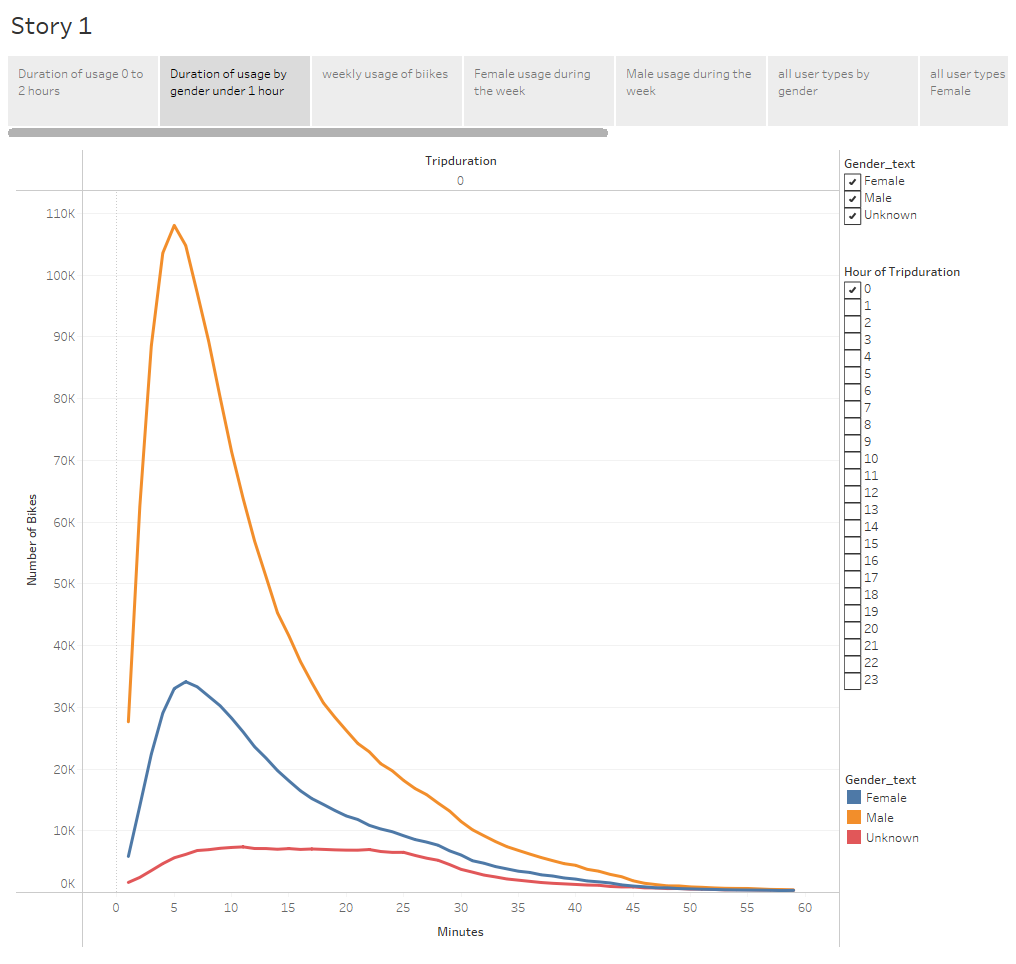 Story 1
Duration of usage 0 to
2 hours
Duration of usage by
gender under 1 hour
weekly usage of biikes
Female usage during
the week
Male usage during the
week
all user types by
gender
all user types
Female
Tripduration
0
110K
100K
90K
80K
70K
60K
50K
40K
30K
20K
10K
0K
Number of Bikes
0 5 10 15 20 25 30 35 40 45 50 55 60
Minutes
Gender_text
Female
Male
Unknown
Hour of Tripduration
0
1
2
3
4
5
6
7
8
9
10
11
12
13
14
15
16
17
18
19
20
21
22
23
Gender_text
Female
Male
Unknown